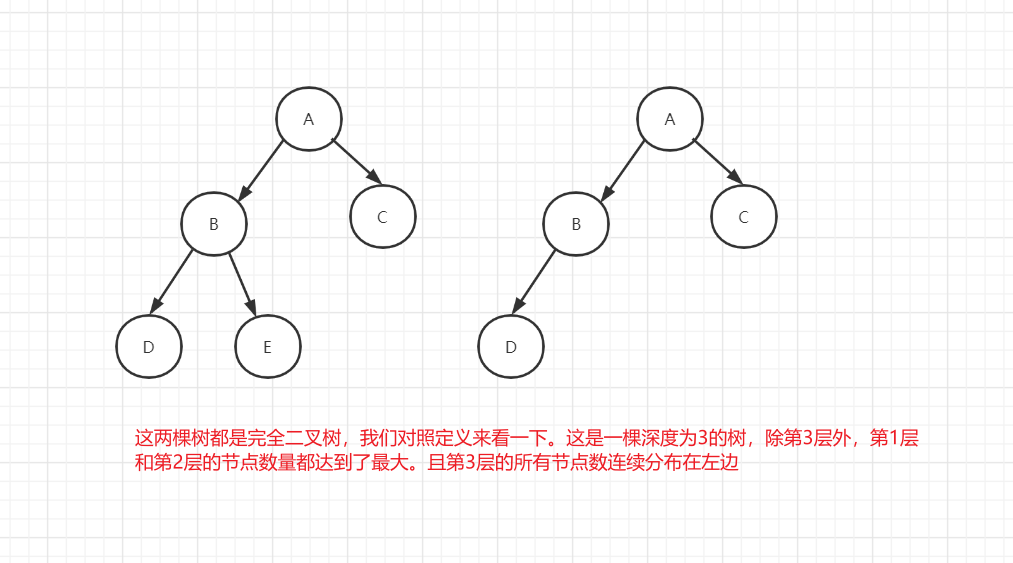 A
A
B
C
B
C
D
E
D
这两棵树都是完全二叉树，我们对照定义来看一下。这是一棵深度为3的树，除第3层外，第1层
和第2层的节点数量都达到了最大。且第3层的所有节点数连续分布在左边